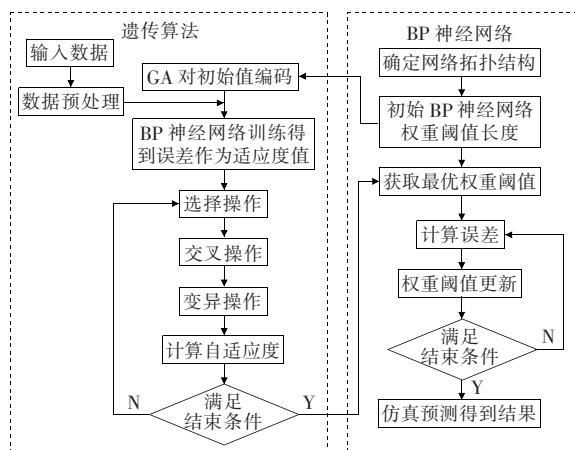 遗传算法
输入数据
数据预处理
GA 对初始值编码
BP 神经网络训练得
到误差作为适应度值
选择操作
交叉操作
变异操作
计算自适应度
满足
结束条件
N
Y
BP 神经网络
确定网络拓扑结构
初始 BP 神经网络
权重阈值长度
获取最优权重阈值
计算误差
权重阈值更新
满足
结束条件
N
Y
仿真预测得到结果